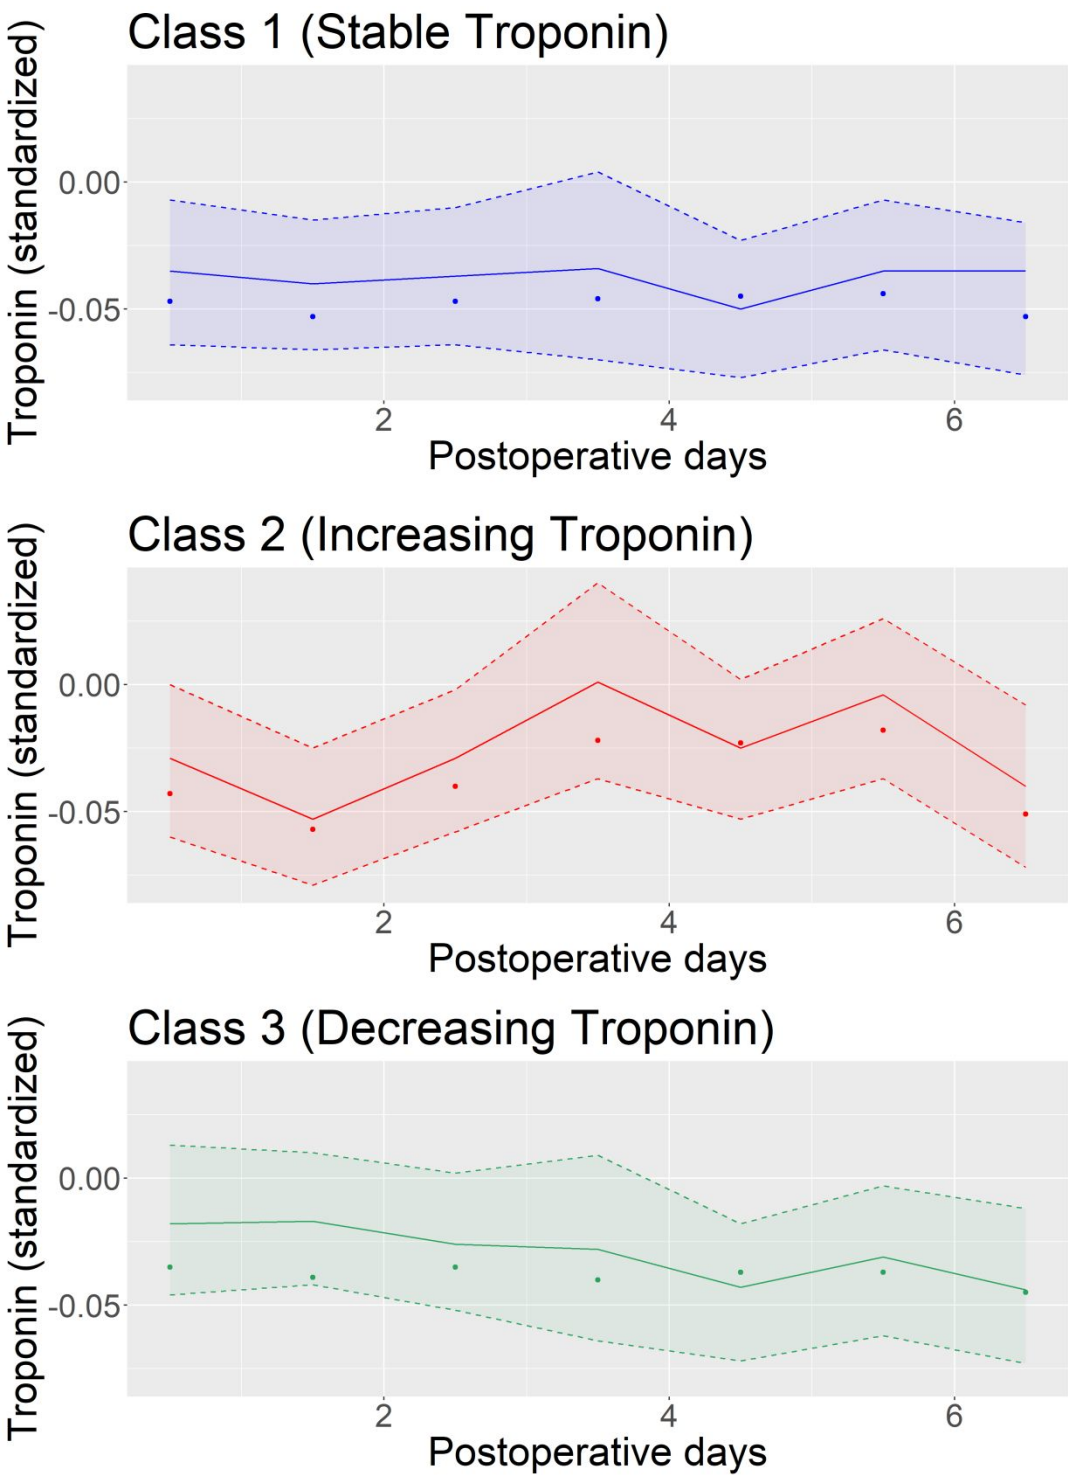 Class 1 (Stable Troponin)
Troponin (standardized)
0.00
-0.05
2 4 6
Postoperative days
Class 2 (Increasing Troponin)
Troponin (standardized)
0.00
-0.05
2 4 6
Postoperative days
Class 3 (Decreasing Troponin)
Troponin (standardized)
0.00
-0.05
2 4 6
Postoperative days